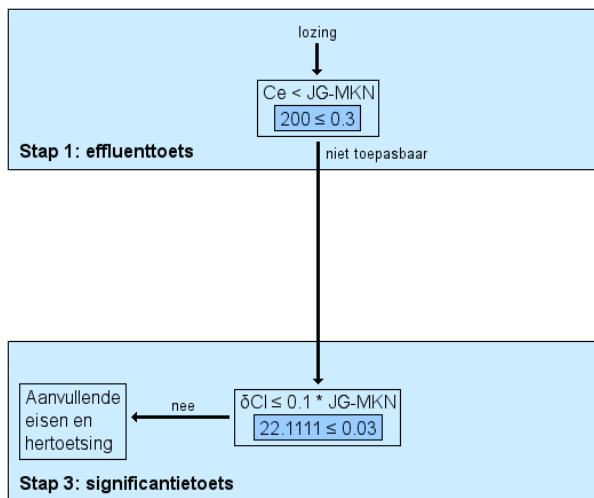 lozing
Ce < JG-MKN
200 ≤ 0.3
Stap 1: effluenttoets
niet toepasbaar
δCl ≤ 0.1 * JG-MKN
22.1111 ≤ 0.03
nee
Aanvullende
eisen en
hertoetsing
Stap 3: significantietoets